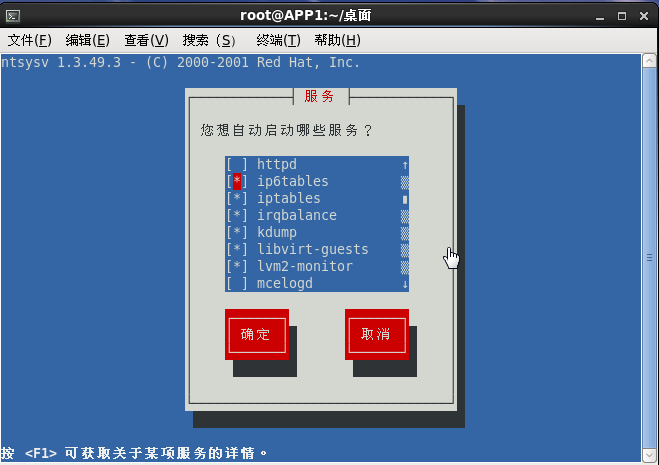 root@APP1:~/桌面
文件(F) 编辑(E) 查看(V) 搜索(S) 终端(T) 帮助(H)
ntsysv 1.3.49.3 - (C) 2000-2001 Red Hat, Inc.
服务
您想自动启动哪些服务？
[ ] httpd ↑
[*] ip6tables
[*] iptables
[*] irqbalance
[*] kdump
[*] libvirt-guests
[*] lvm2-monitor
[ ] mcelogd ↓
确定 取消
按 <F1> 可获取关于某项服务的详情。